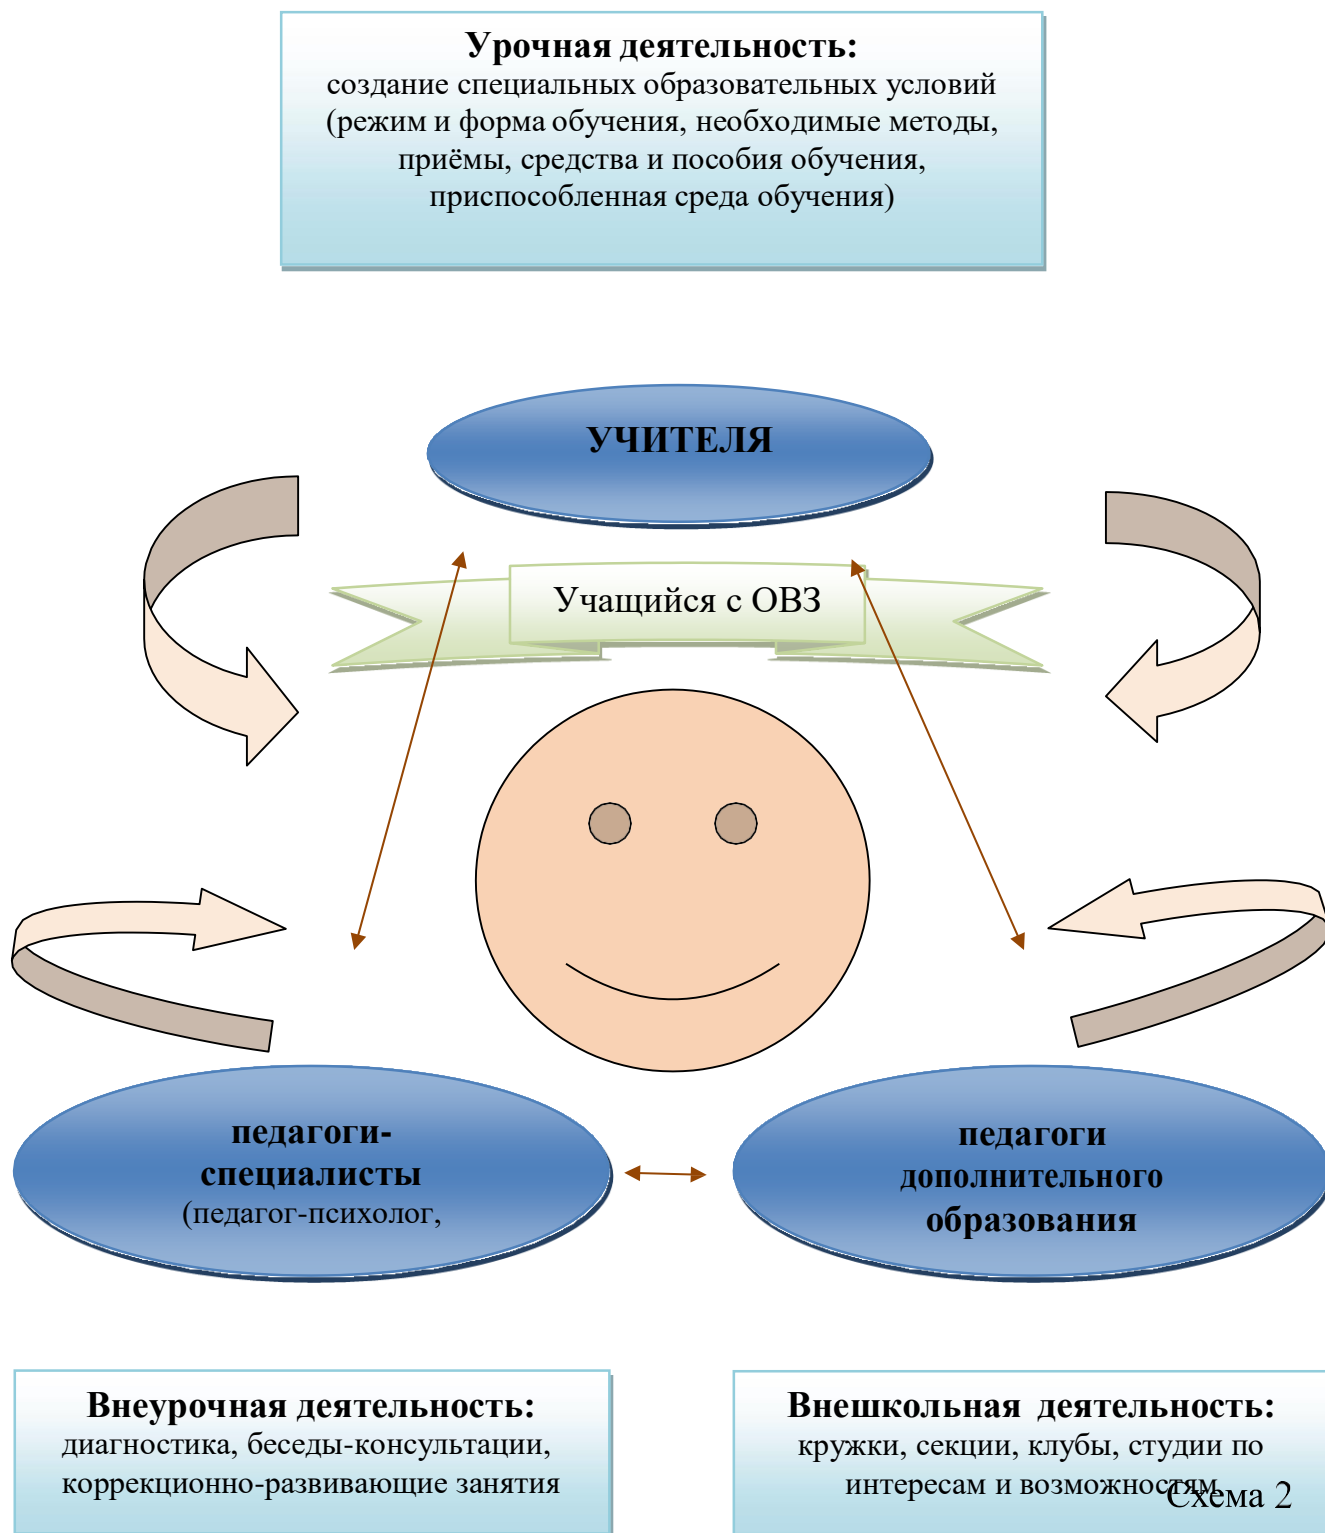 Урочная деятельность:
создание специальных образовательных условий
(режим и форма обучения, необходимые методы,
приёмы, средства и пособия обучения,
приспособленная среда обучения)
УЧИТЕЛЯ
Учащийся с ОВЗ
педагоги-
специалисты
(педагог-психолог,
педагоги
дополнительного
образования
Внеурочная деятельность:
диагностика, беседы-консультации,
коррекционно-развивающие занятия
Внешкольная деятельность:
кружки, секции, клубы, студии по
интересам и возможностям
Схема 2